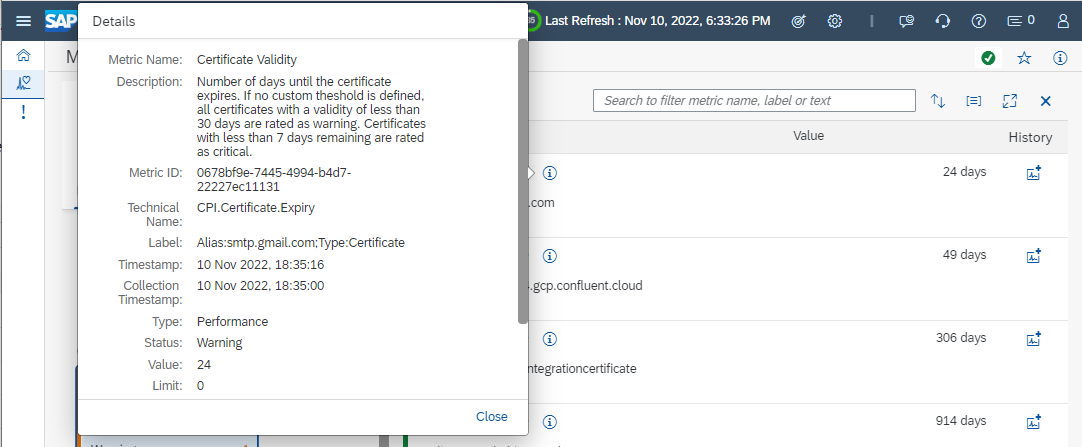 SAP
15
Last Refresh : Nov 10, 2022, 6:33:26 PM
0
M
Details
Metric Name: Certificate Validity
Description: Number of days until the certificate
expires. If no custom theshold is defined,
all certificates with a validity of less than
30 days are rated as warning. Certificates
with less than 7 days remaining are rated
as critical.
Metric ID: 0678bf9e-7445-4994-b4d7-
22227ec11131
Technical
Name: CPI.Certificate.Expiry
Label: Alias:smtp.gmail.com;Type:Certificate
Timestamp: 10 Nov 2022, 18:35:16
Collection
Timestamp: 10 Nov 2022, 18:35:00
Type: Performance
Status: Warning
Value: 24
Limit: 0
Close
Search to filter metric name, label or text
Value History
24 days
.com
49 days
.gcp.confluent.cloud
306 days
ntegrationcertificate
914 days